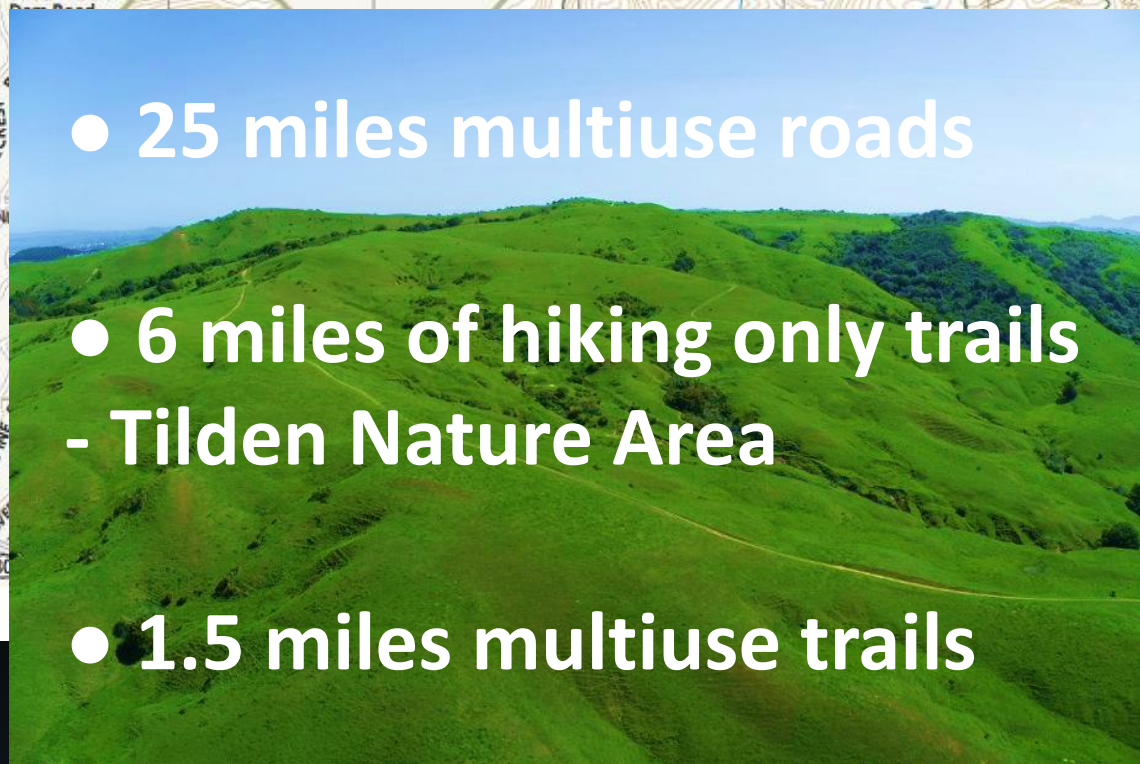 ● 25 miles multiuse roads
● 6 miles of hiking only trails
- Tilden Nature Area
● 1.5 miles multiuse trails